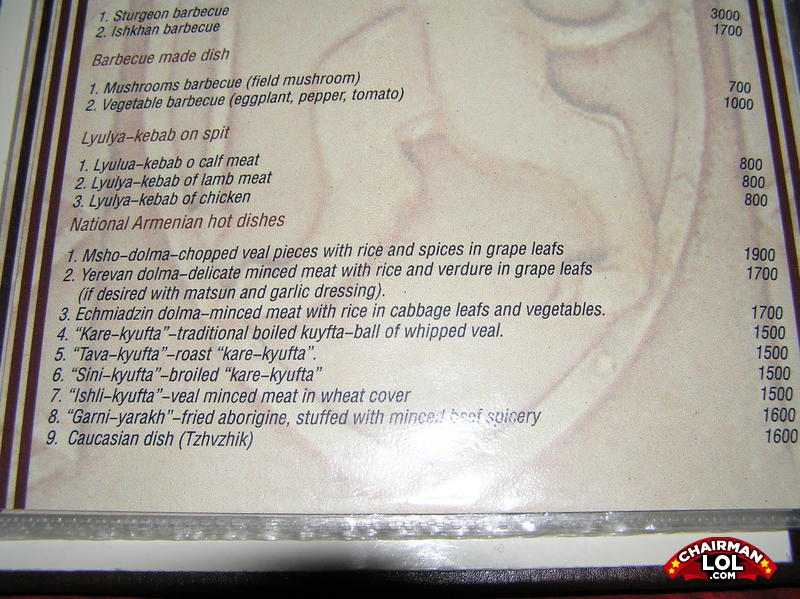 1. Sturgeon barbecue 3000
2. Ishkhan barbecue 1700
Barbecue made dish
1. Mushrooms barbecue (field mushroom) 700
2. Vegetable barbecue (eggplant, pepper, tomato) 1000
Lyulya-kebab on spit
1. Lyulua-kebab o calf meat 800
2. Lyulya-kebab of lamb meat 800
3. Lyulya-kebab of chicken 800
National Armenian hot dishes
1. Msho-dolma-chopped veal pieces with rice and spices in grape leafs 1900
2. Yerevan dolma-delicate minced meat with rice and verdure in grape leafs 1700
(if desired with matsun and garlic dressing).
3. Echmiadzin dolma-minced meat with rice in cabbage leafs and vegetables. 1700
4. "Kare-kyufta"-traditional boiled kuyfta-ball of whipped veal. 1500
5. "Tava-kyufta"-roast "kare-kyufta". 1500
6. "Sini-kyufta"-broiled "kare-kyufta" 1500
7. "Ishli-kyufta"-veal minced meat in wheat cover 1500
8. "Garni-yarakh"-fried aborigine, stuffed with minced beef spicery 1600
9. Caucasian dish (Tzhvzhik) 1600
CHAIRMAN
LOL
.COM